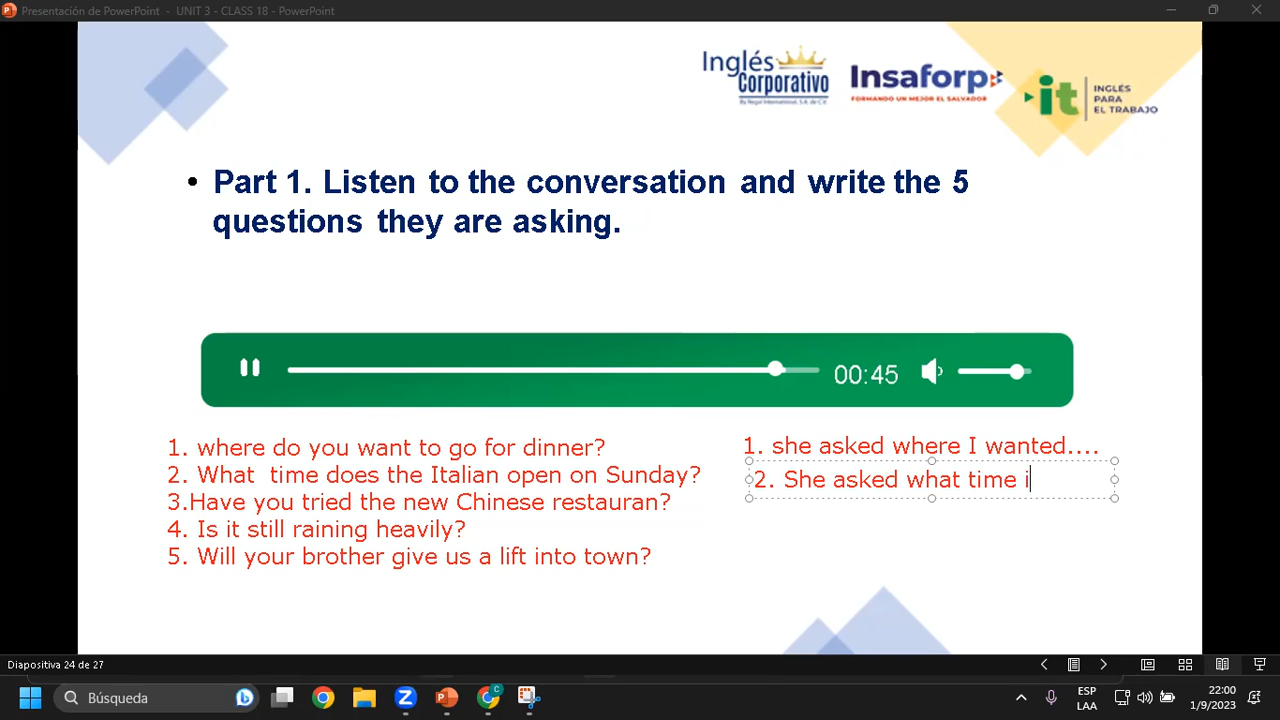 Presentación de PowerPoint - UNIT 3 - CLASS 18 - PowerPoint
Inglés
Corporativo
By Regal International, S.A. de C.V.
Insaforp
FORMANDO UN MEJOR EL SALVADOR
it
INGLÉS
PARA
EL TRABAJO
• Part 1. Listen to the conversation and write the 5
questions they are asking.
00:45
1. where do you want to go for dinner?
2. What  time does the Italian open on Sunday?
3.Have you tried the new Chinese restauran?
4. Is it still raining heavily?
5. Will your brother give us a lift into town?
1. she asked where I wanted....
2. She asked what time i
Diapositiva 24 de 27
Búsqueda
ESP
LAA
22:00
1/9/2023